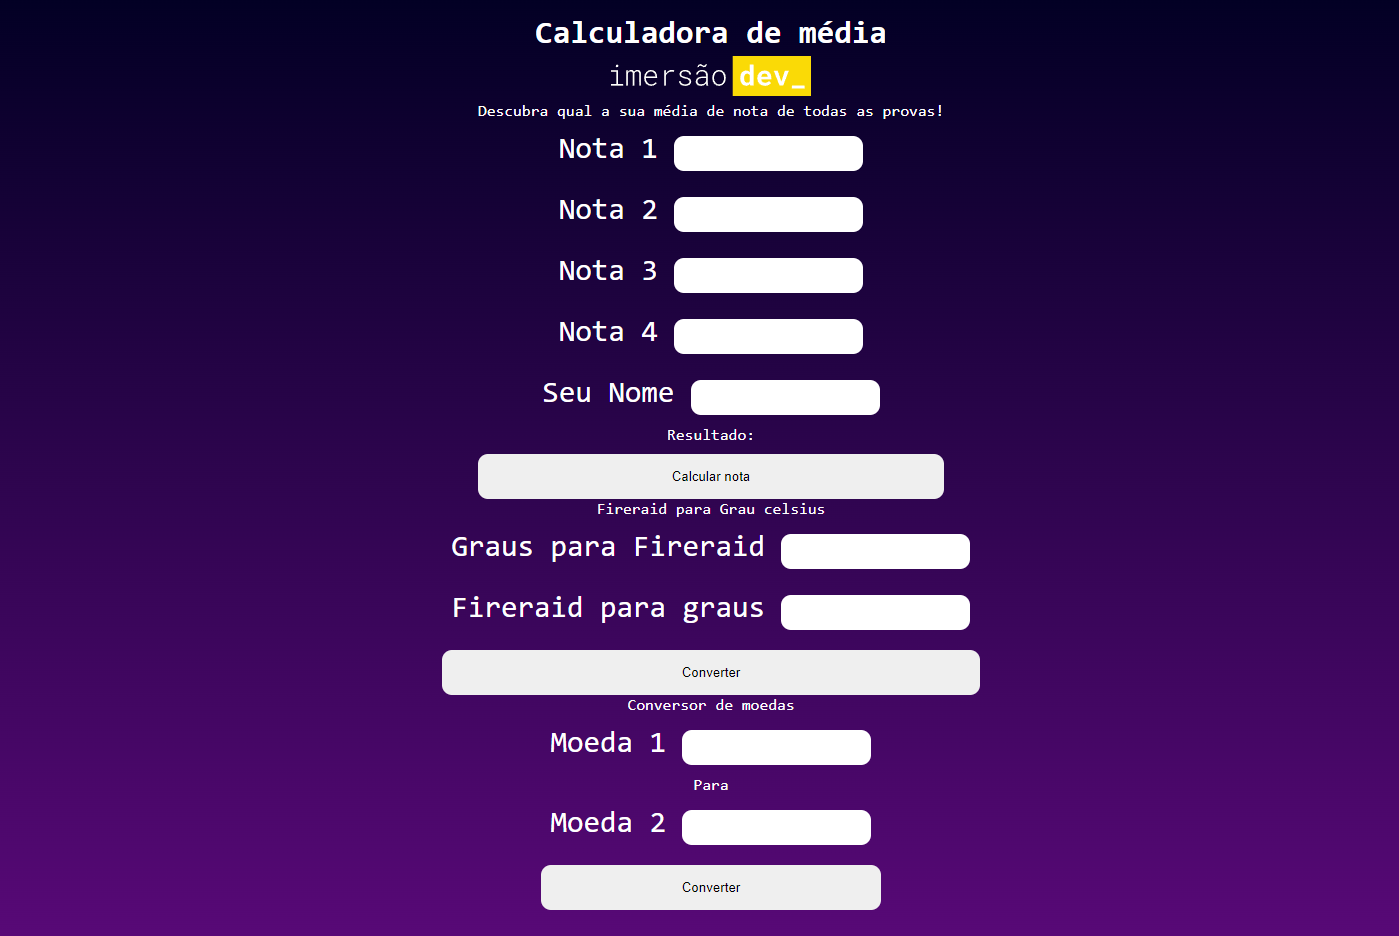 Calculadora de média
imersão dev_
Descubra qual a sua média de nota de todas as provas!
Nota 1
Nota 2
Nota 3
Nota 4
Seu Nome
Resultado:
Calcular nota
Fireraid para Grau celsius
Graus para Fireraid
Fireraid para graus
Converter
Conversor de moedas
Moeda 1
Para
Moeda 2
Converter